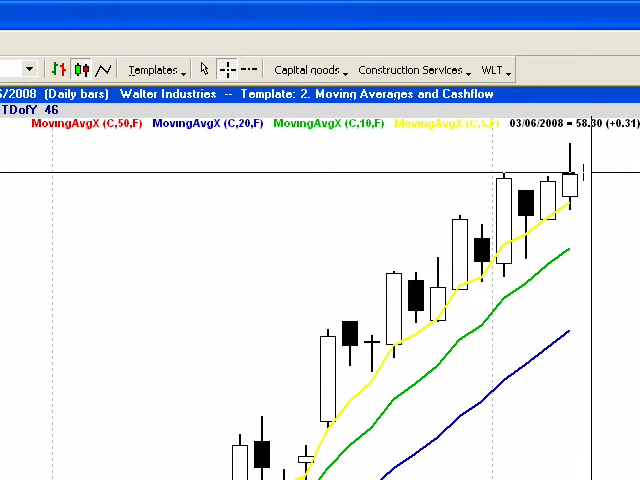 Templates Capital goods Construction Services WLT
/2008 (Daily bars) Walter Industries -- Template: 2. Moving Averages and Cashflow
TDofY 46
MovingAvgX (C,50,F) MovingAvgX (C,20,F) MovingAvgX (C,10,F) MovingAvgX (C,5,F) 03/06/2008 = 58.30 (+0.31)